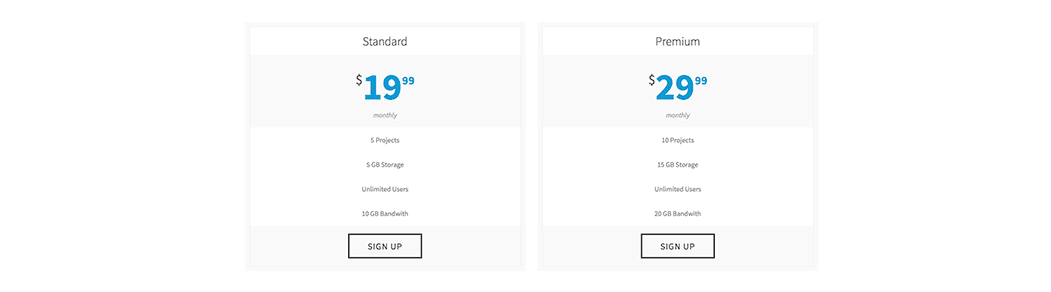 Standard
$19 99
monthly
5 Projects
5 GB Storage
Unlimited Users
10 GB Bandwith
SIGN UP
Premium
$29 99
monthly
10 Projects
15 GB Storage
Unlimited Users
20 GB Bandwith
SIGN UP